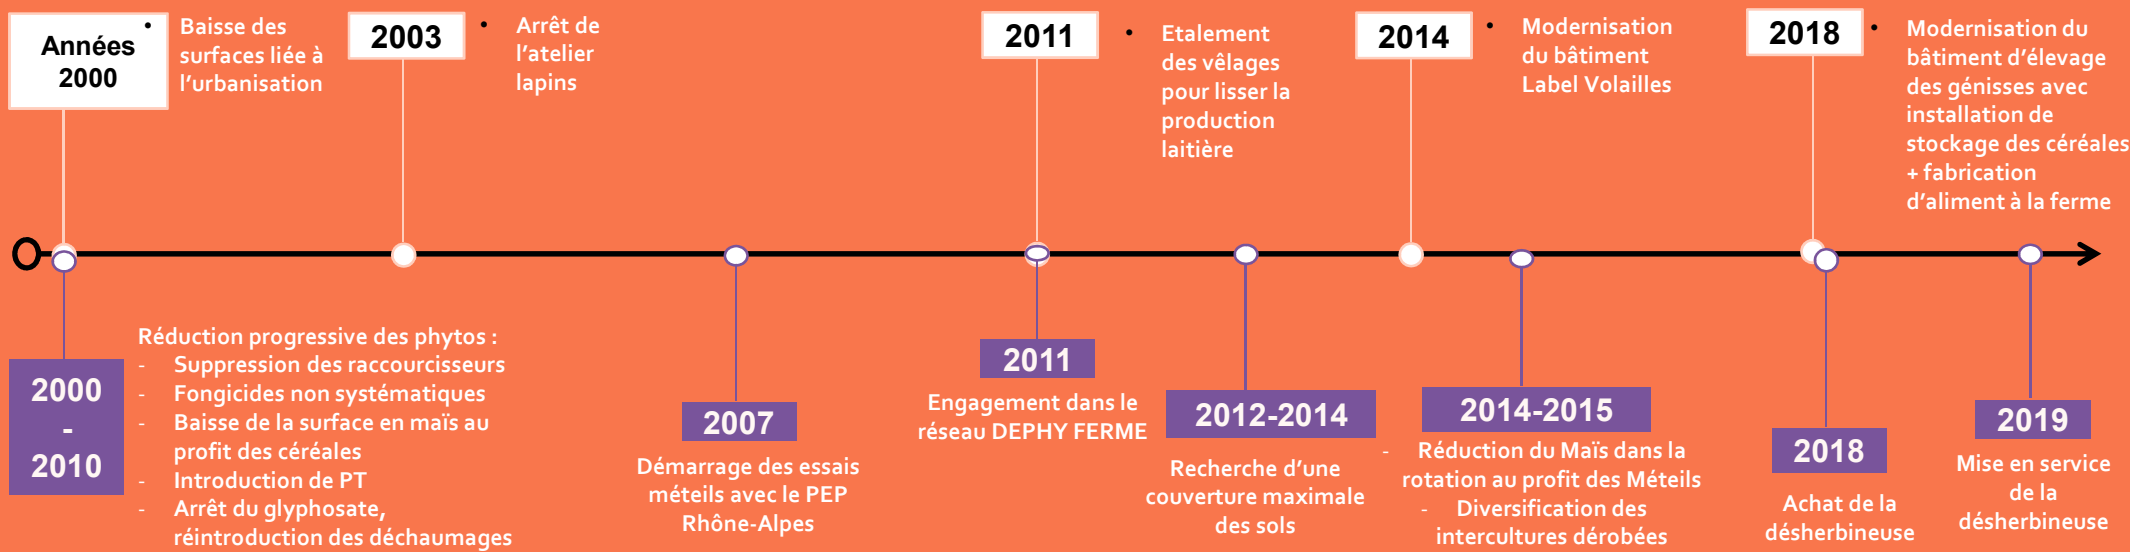 Années
2000
• Baisse des
surfaces liée à
l’urbanisation
2003
• Arrêt de
l’atelier
lapins
2011
• Etalement
des vêlages
pour lisser la
production
laitière
2014
• Modernisation
du bâtiment
Label Volailles
2018
• Modernisation du
bâtiment d’élevage
des génisses avec
installation de
stockage des céréales
+ fabrication
d’aliment à la ferme
2000
-
2010
Réduction progressive des phytos :
- Suppression des raccourcisseurs
- Fongicides non systématiques
- Baisse de la surface en maïs au
profit des céréales
- Introduction de PT
- Arrêt du glyphosate,
réintroduction des déchaumages
2007
Démarrage des essais
méteils avec le PEP
Rhône-Alpes
2011
Engagement dans le
réseau DEPHY FERME
2012-2014
Recherche d’une
couverture maximale
des sols
2014-2015
- Réduction du Maïs dans la
rotation au profit des Méteils
- Diversification des
intercultures dérobées
2018
Achat de la
désherbineuse
2019
Mise en service
de la
désherbineuse